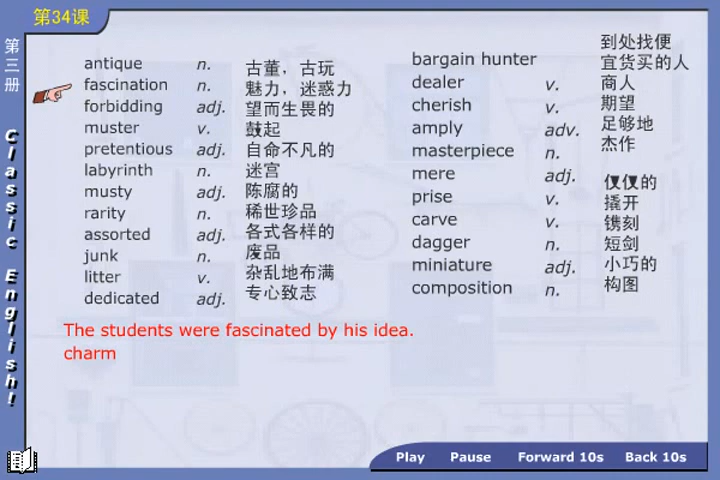 第34课
第三册
Classic English!
antique n. 古董，古玩
fascination n. 魅力，迷惑力
forbidding adj. 望而生畏的
muster v. 鼓起
pretentious adj. 自命不凡的
labyrinth n. 迷宫
musty adj. 陈腐的
rarity n. 稀世珍品
assorted adj. 各式各样的
junk n. 废品
litter v. 杂乱地布满
dedicated adj. 专心致志
bargain hunter 到处找便宜货买的人
dealer v. 商人
cherish v. 期望
amply adv. 足够地
masterpiece n. 杰作
mere adj. 仅仅的
prise v. 撬开
carve v. 镌刻
dagger n. 短剑
miniature adj. 小巧的
composition n. 构图
The students were fascinated by his idea.
charm
Play Pause Forward 10s Back 10s